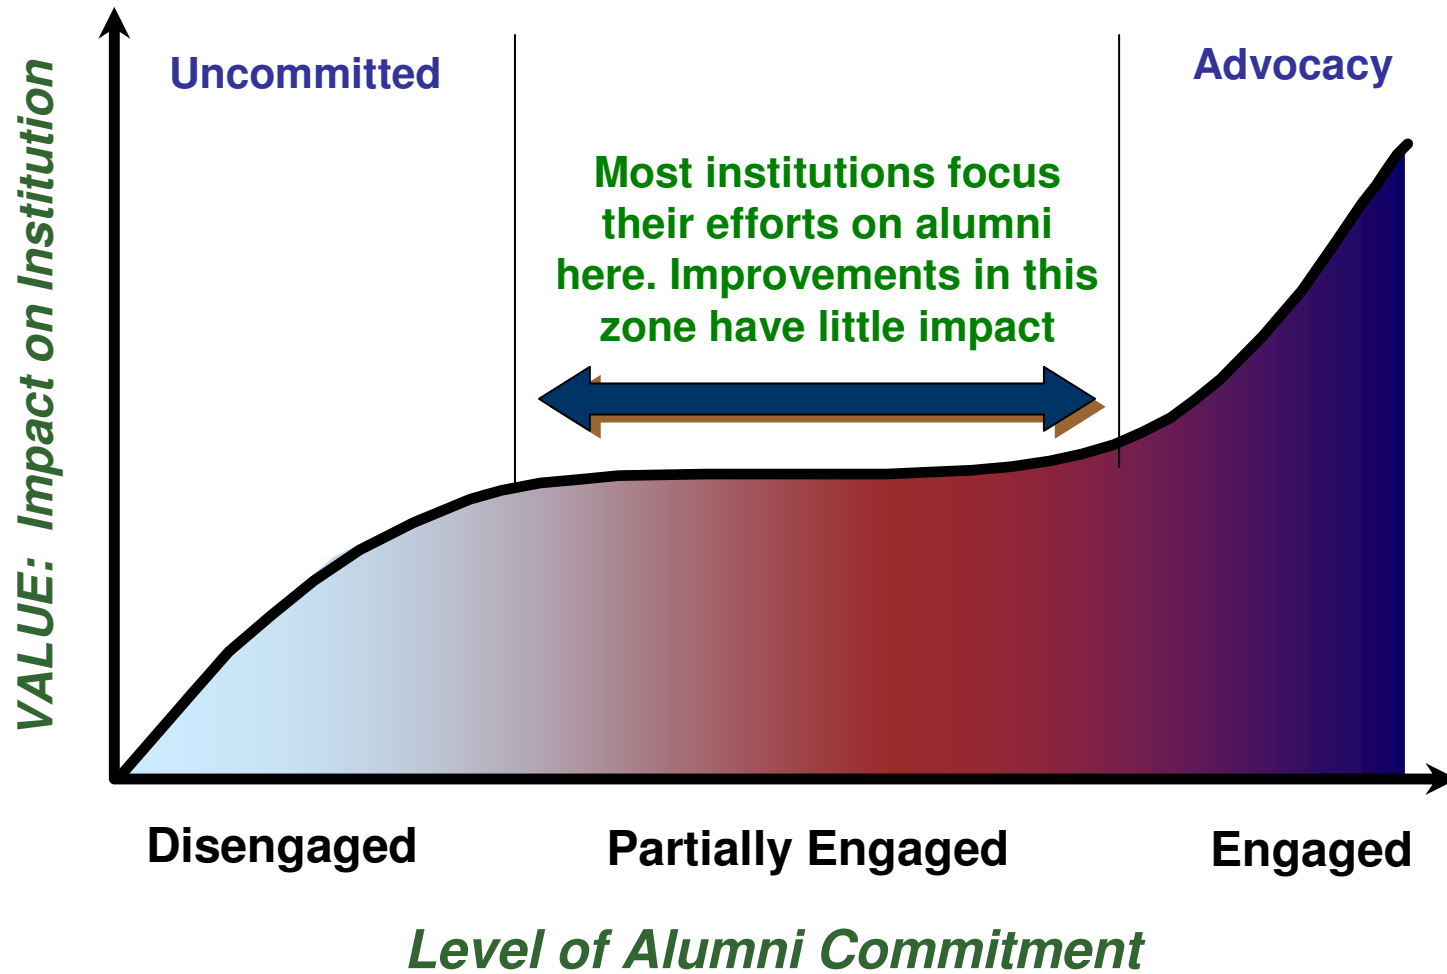 Uncommitted
Advocacy
Most institutions focus
their efforts on alumni
here. Improvements in this
zone have little impact
VALUE: Impact on Institution
Disengaged
Partially Engaged
Engaged
Level of Alumni Commitment